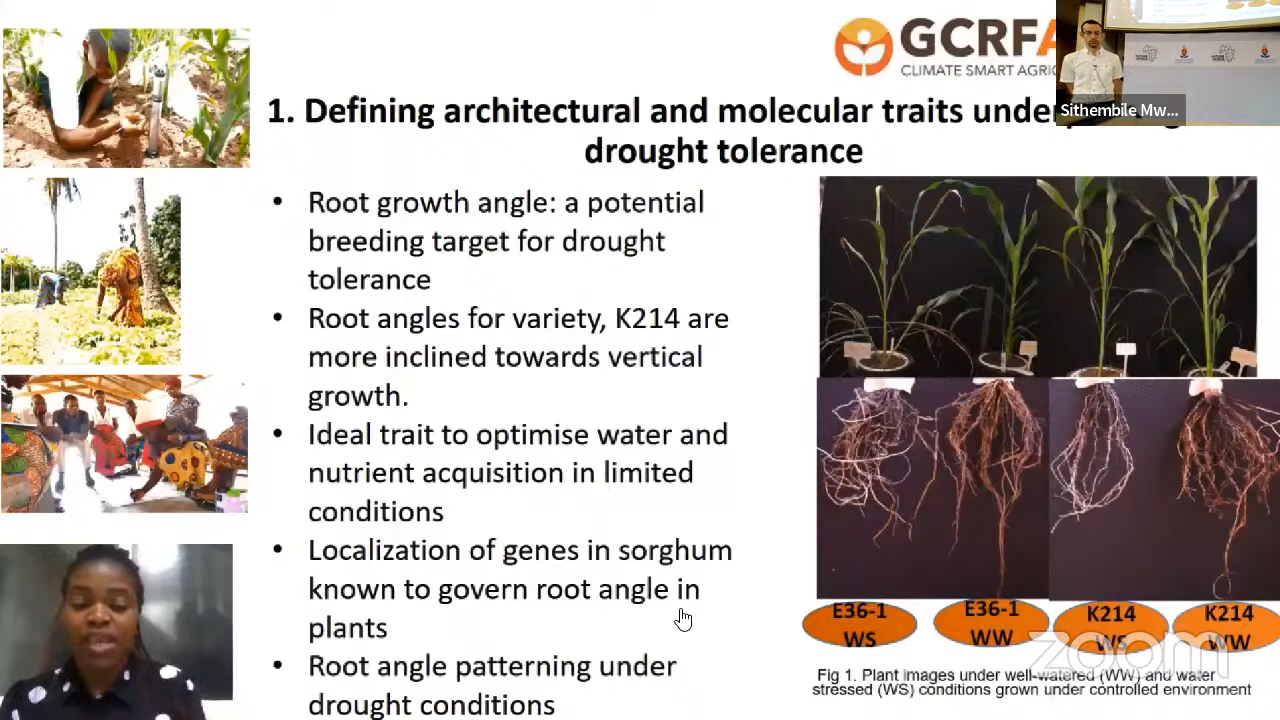 GCRFA
CLIMATE SMART AGRIC
Sithembile Mw...
1. Defining architectural and molecular traits under
drought tolerance
• Root growth angle: a potential
breeding target for drought
tolerance
• Root angles for variety, K214 are
more inclined towards vertical
growth.
• Ideal trait to optimise water and
nutrient acquisition in limited
conditions
• Localization of genes in sorghum
known to govern root angle in
plants
• Root angle patterning under
drought conditions
E36-1
WS
E36-1
WW
K214
WS
K214
WW
zoom
Fig 1. Plant images under well-watered (WW) and water
stressed (WS) conditions grown under controlled environment